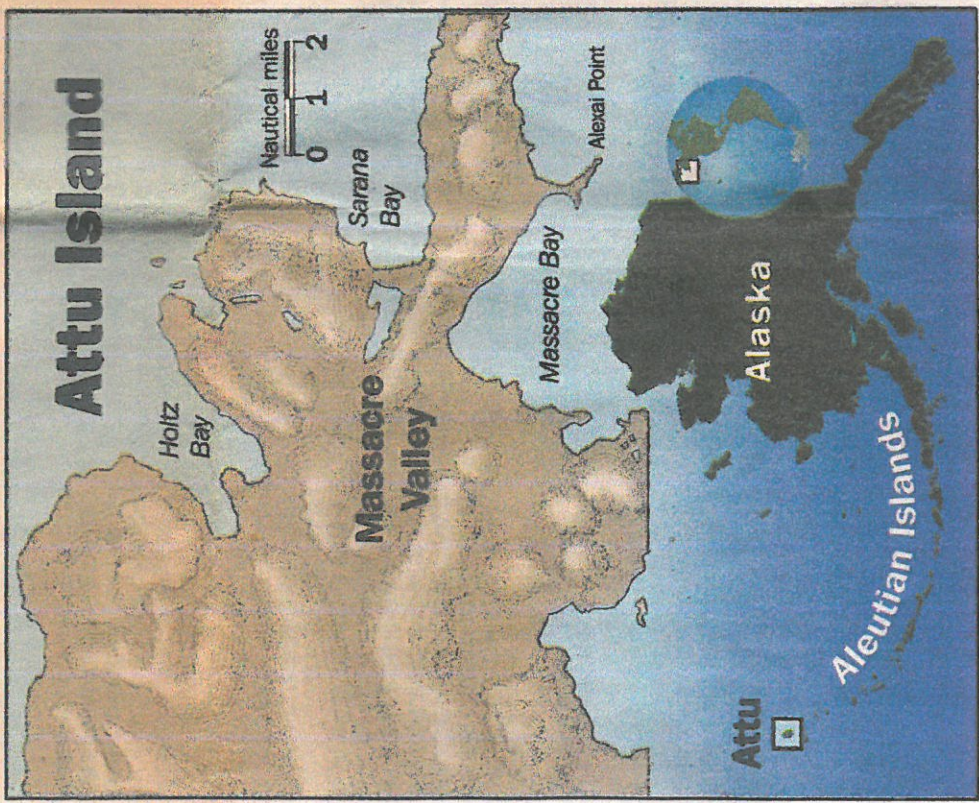 Attu Island
Nautical miles
0 1 2
Holtz
Bay
Sarana
Bay
Massacre
Valley
Massacre Bay
Alexai Point
Attu
Aleutian Islands
Alaska